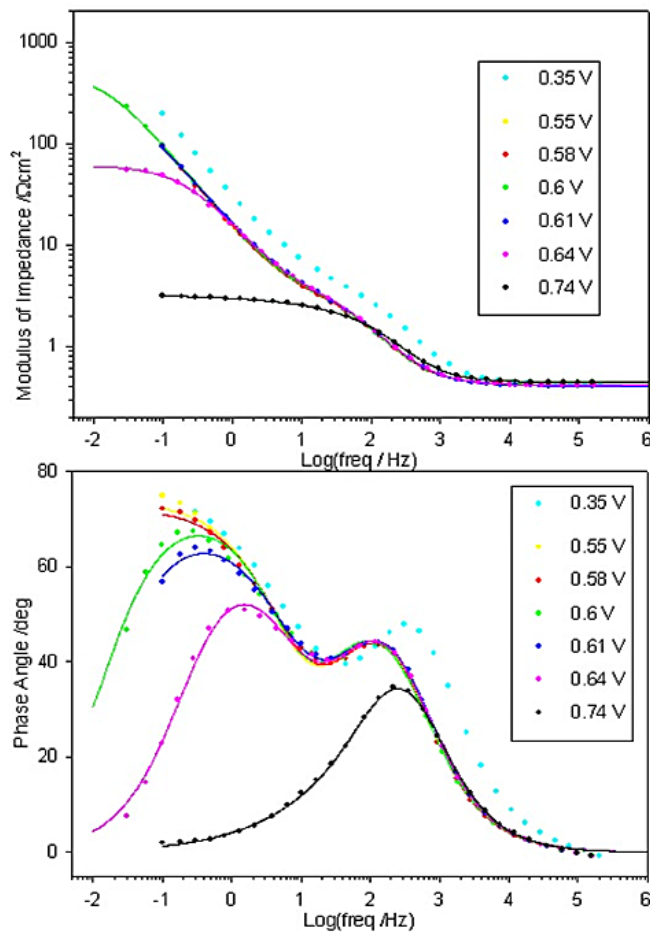 1000
100
10
1
Modulus of Impedance /Ωcm²
0.35 V
0.55 V
0.58 V
0.6 V
0.61 V
0.64 V
0.74 V
-2 -1 0 1 2 3 4 5 6
Log(freq / Hz)
80
60
40
20
0
Phase Angle /deg
0.35 V
0.55 V
0.58 V
0.6 V
0.61 V
0.64 V
0.74 V
-2 -1 0 1 2 3 4 5 6
Log(freq /Hz)